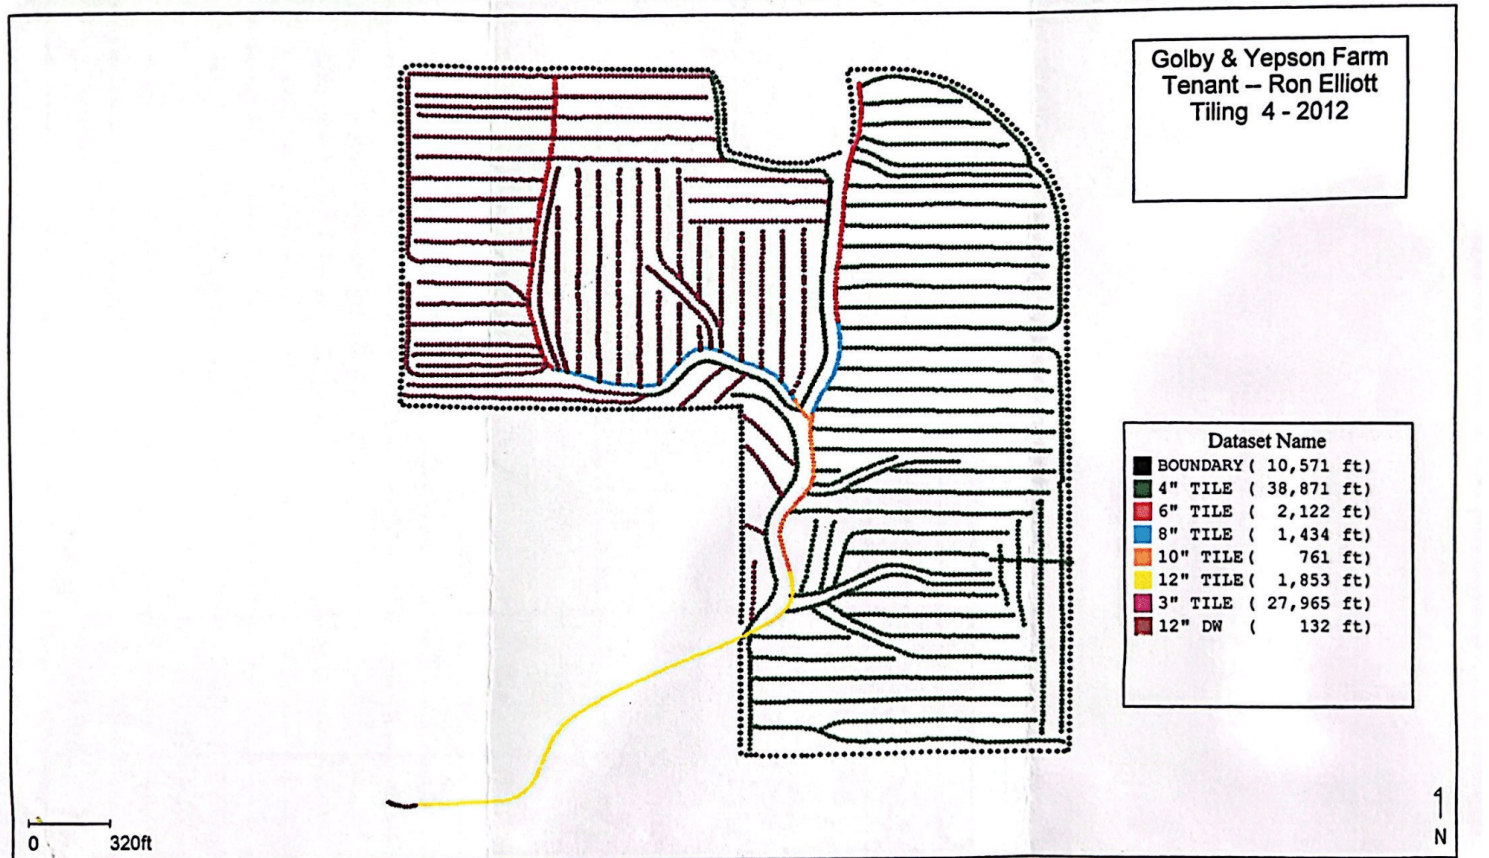 Golby & Yepson Farm
Tenant -- Ron Elliott
Tiling 4 - 2012
Dataset Name
BOUNDARY ( 10,571 ft)
4" TILE ( 38,871 ft)
6" TILE ( 2,122 ft)
8" TILE ( 1,434 ft)
10" TILE ( 761 ft)
12" TILE ( 1,853 ft)
3" TILE ( 27,965 ft)
12" DW ( 132 ft)
0 320ft
N